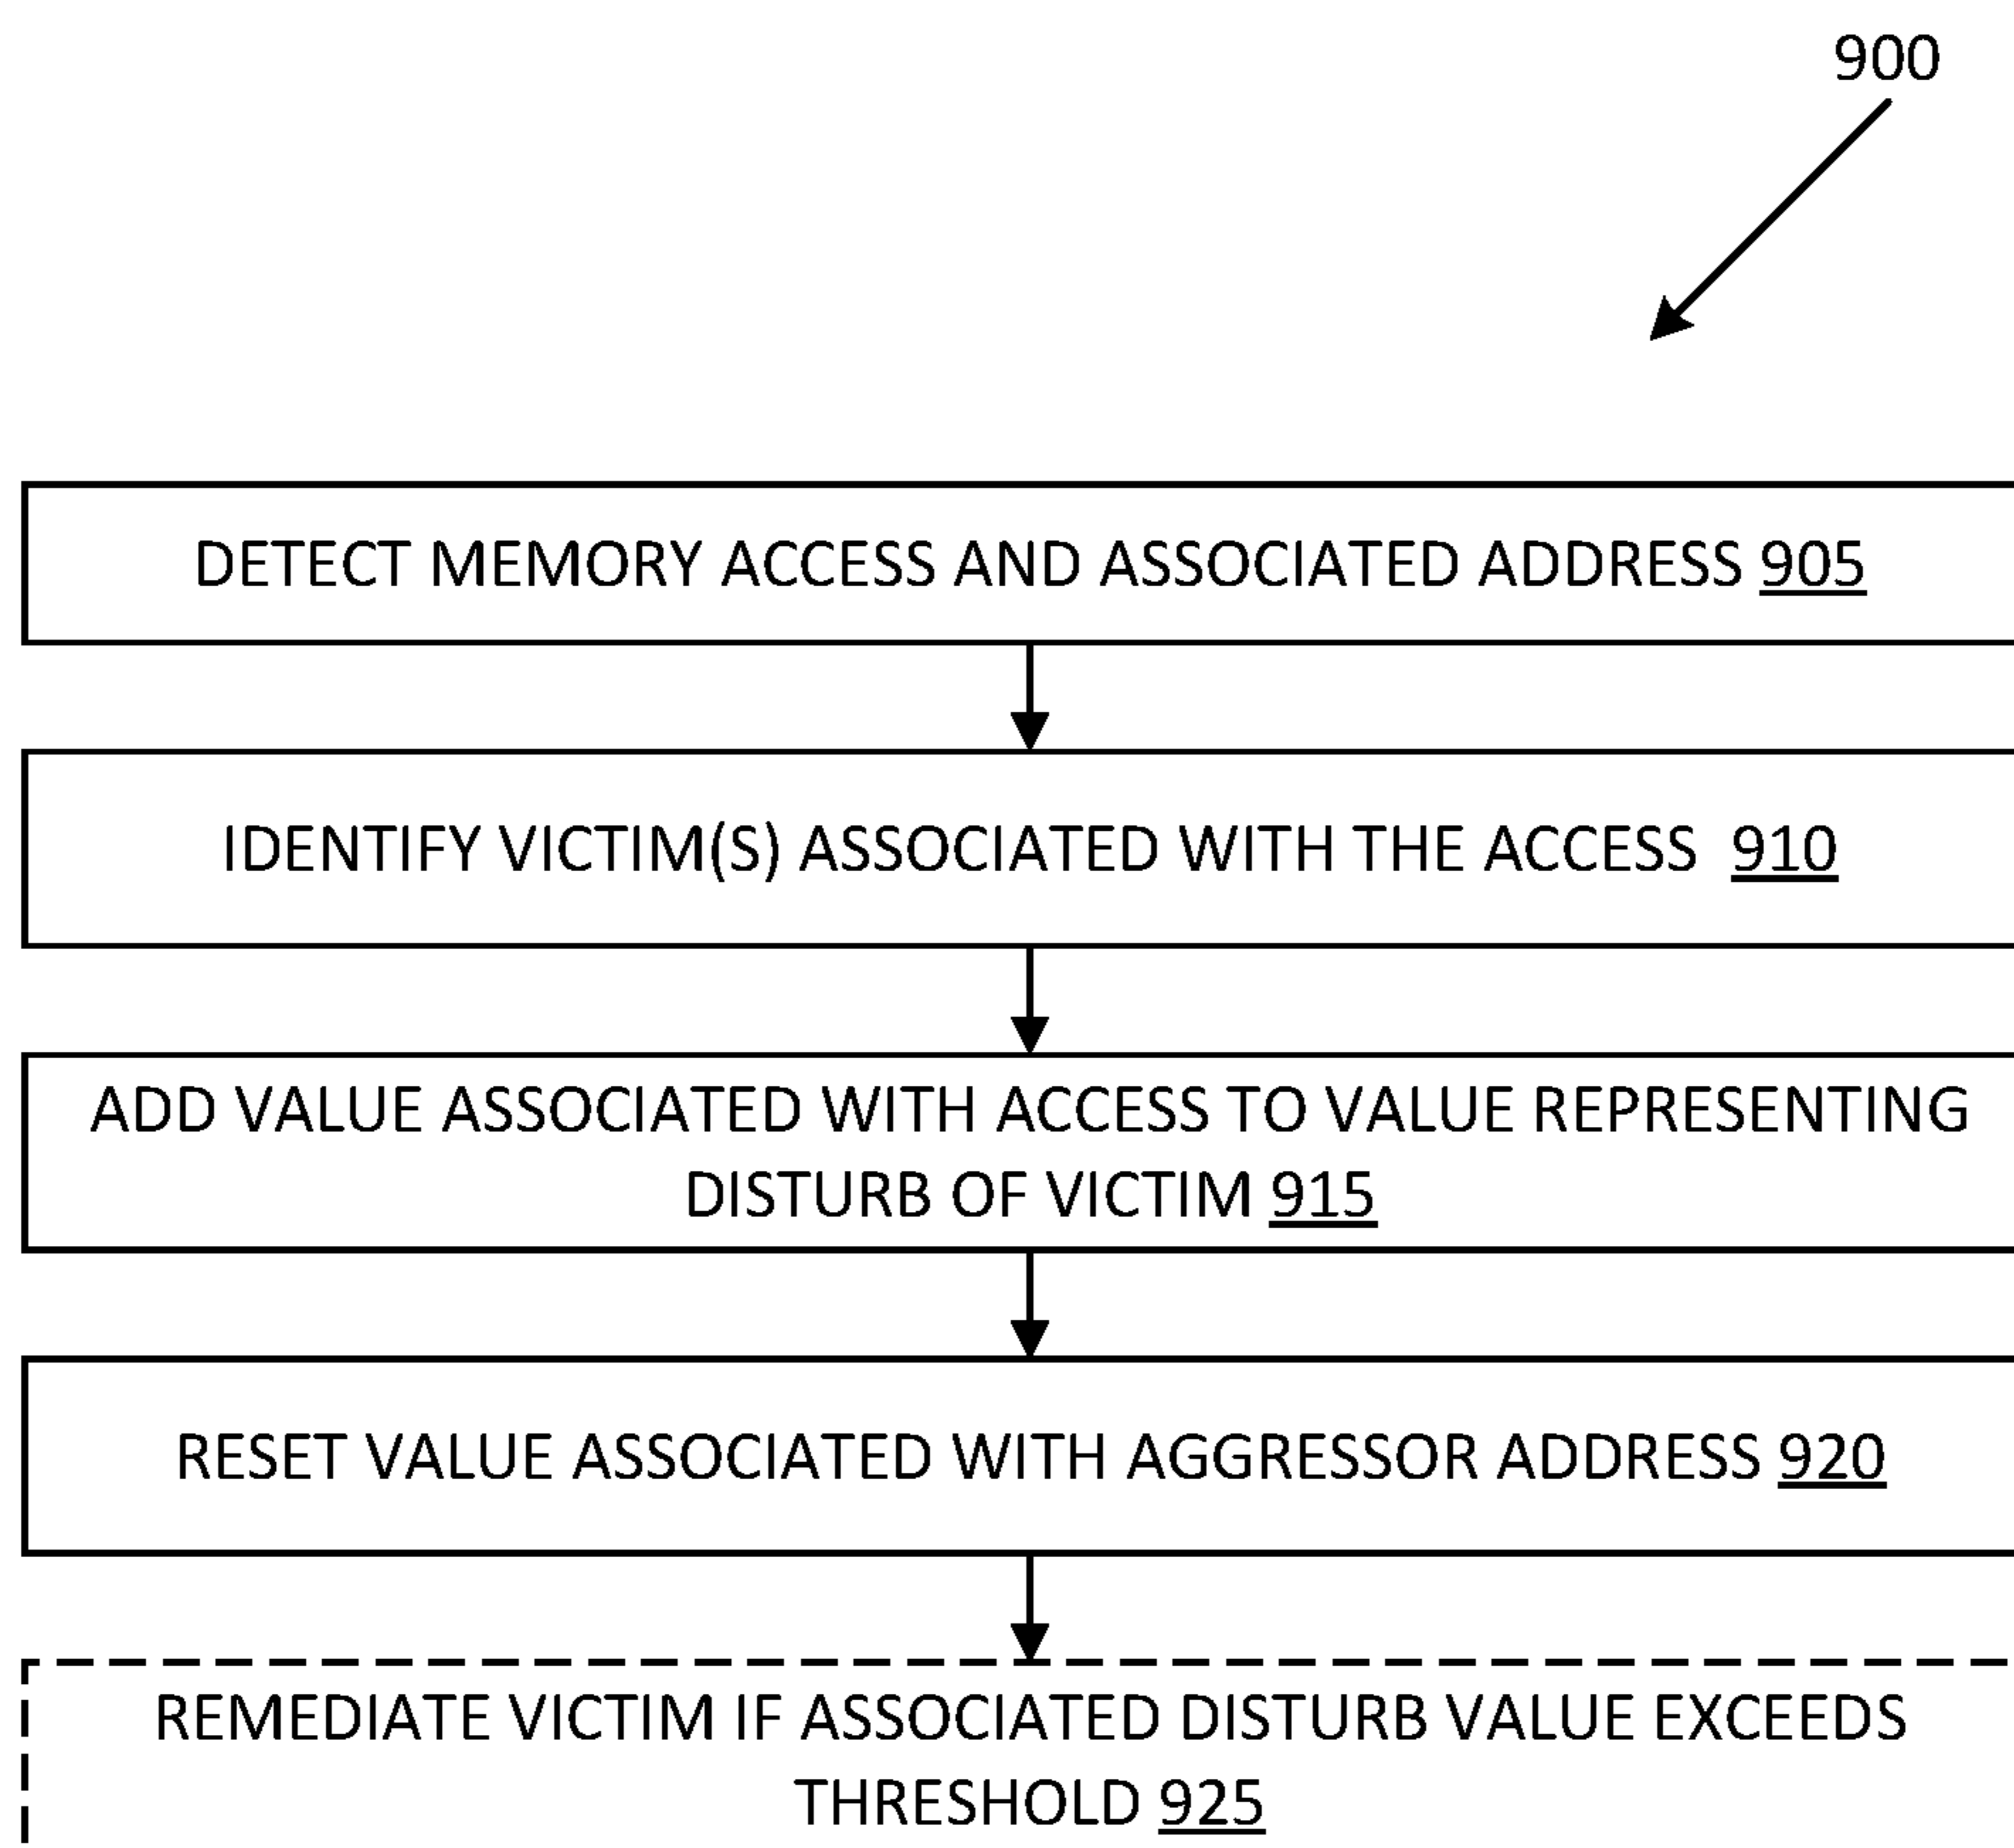 900
DETECT MEMORY ACCESS AND ASSOCIATED ADDRESS 905
IDENTIFY VICTIM(S) ASSOCIATED WITH THE ACCESS 910
ADD VALUE ASSOCIATED WITH ACCESS TO VALUE REPRESENTING
DISTURB OF VICTIM 915
RESET VALUE ASSOCIATED WITH AGGRESSOR ADDRESS 920
REMEDIATE VICTIM IF ASSOCIATED DISTURB VALUE EXCEEDS
THRESHOLD 925